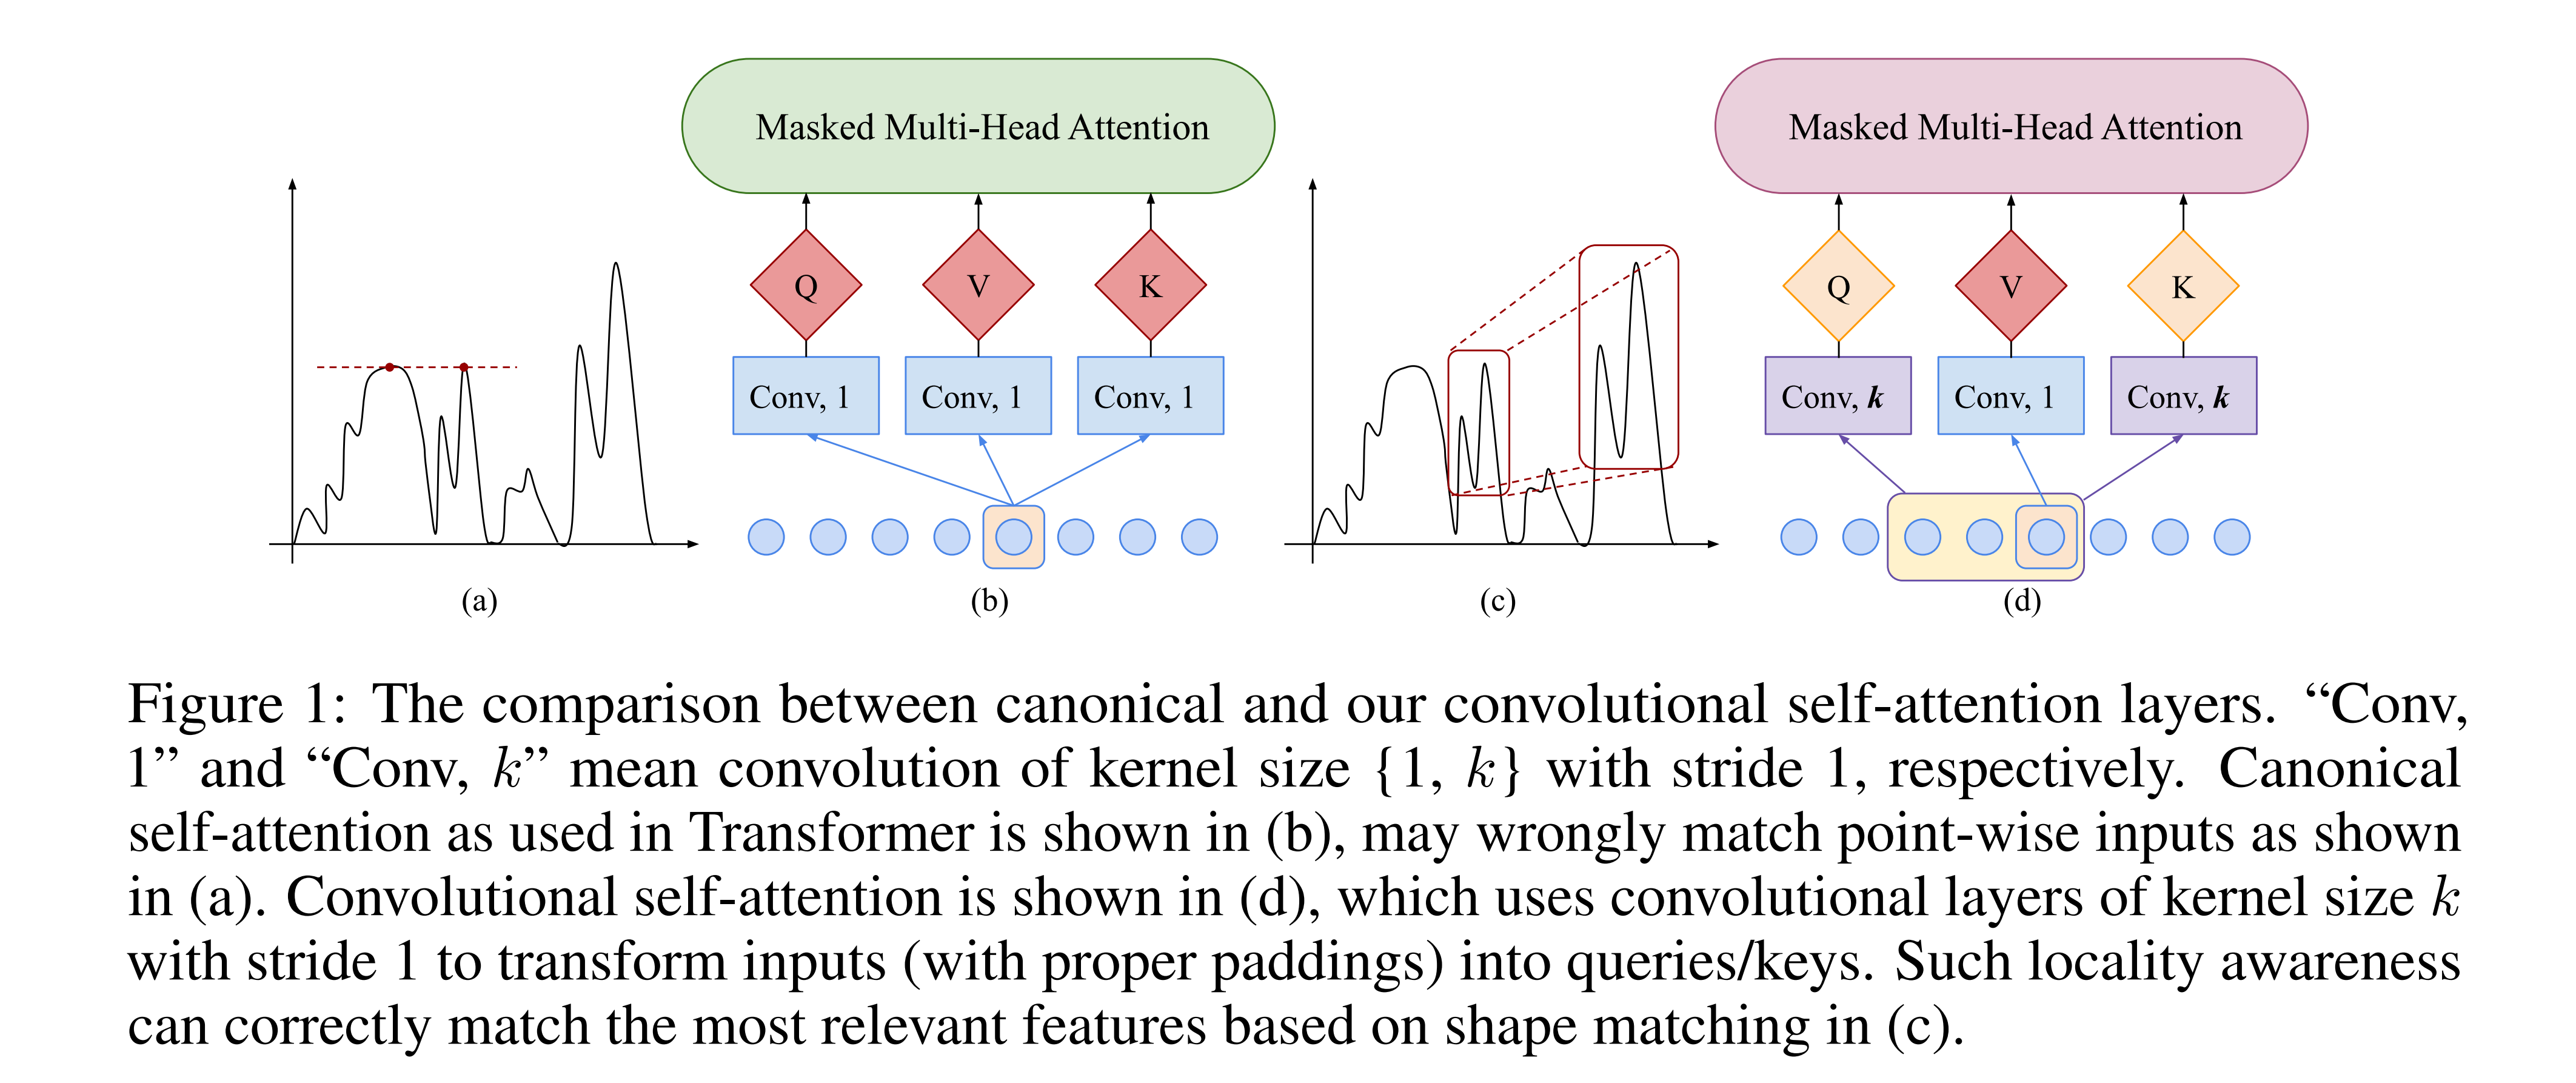 Masked Multi-Head Attention
Masked Multi-Head Attention
Q
V
K
Q
V
K
Conv, 1
Conv, 1
Conv, 1
Conv, k
Conv, 1
Conv, k
(a)
(b)
(c)
(d)
Figure 1: The comparison between canonical and our convolutional self-attention layers. “Conv,
1” and “Conv, k” mean convolution of kernel size {1, k} with stride 1, respectively. Canonical
self-attention as used in Transformer is shown in (b), may wrongly match point-wise inputs as shown
in (a). Convolutional self-attention is shown in (d), which uses convolutional layers of kernel size k
with stride 1 to transform inputs (with proper paddings) into queries/keys. Such locality awareness
can correctly match the most relevant features based on shape matching in (c).